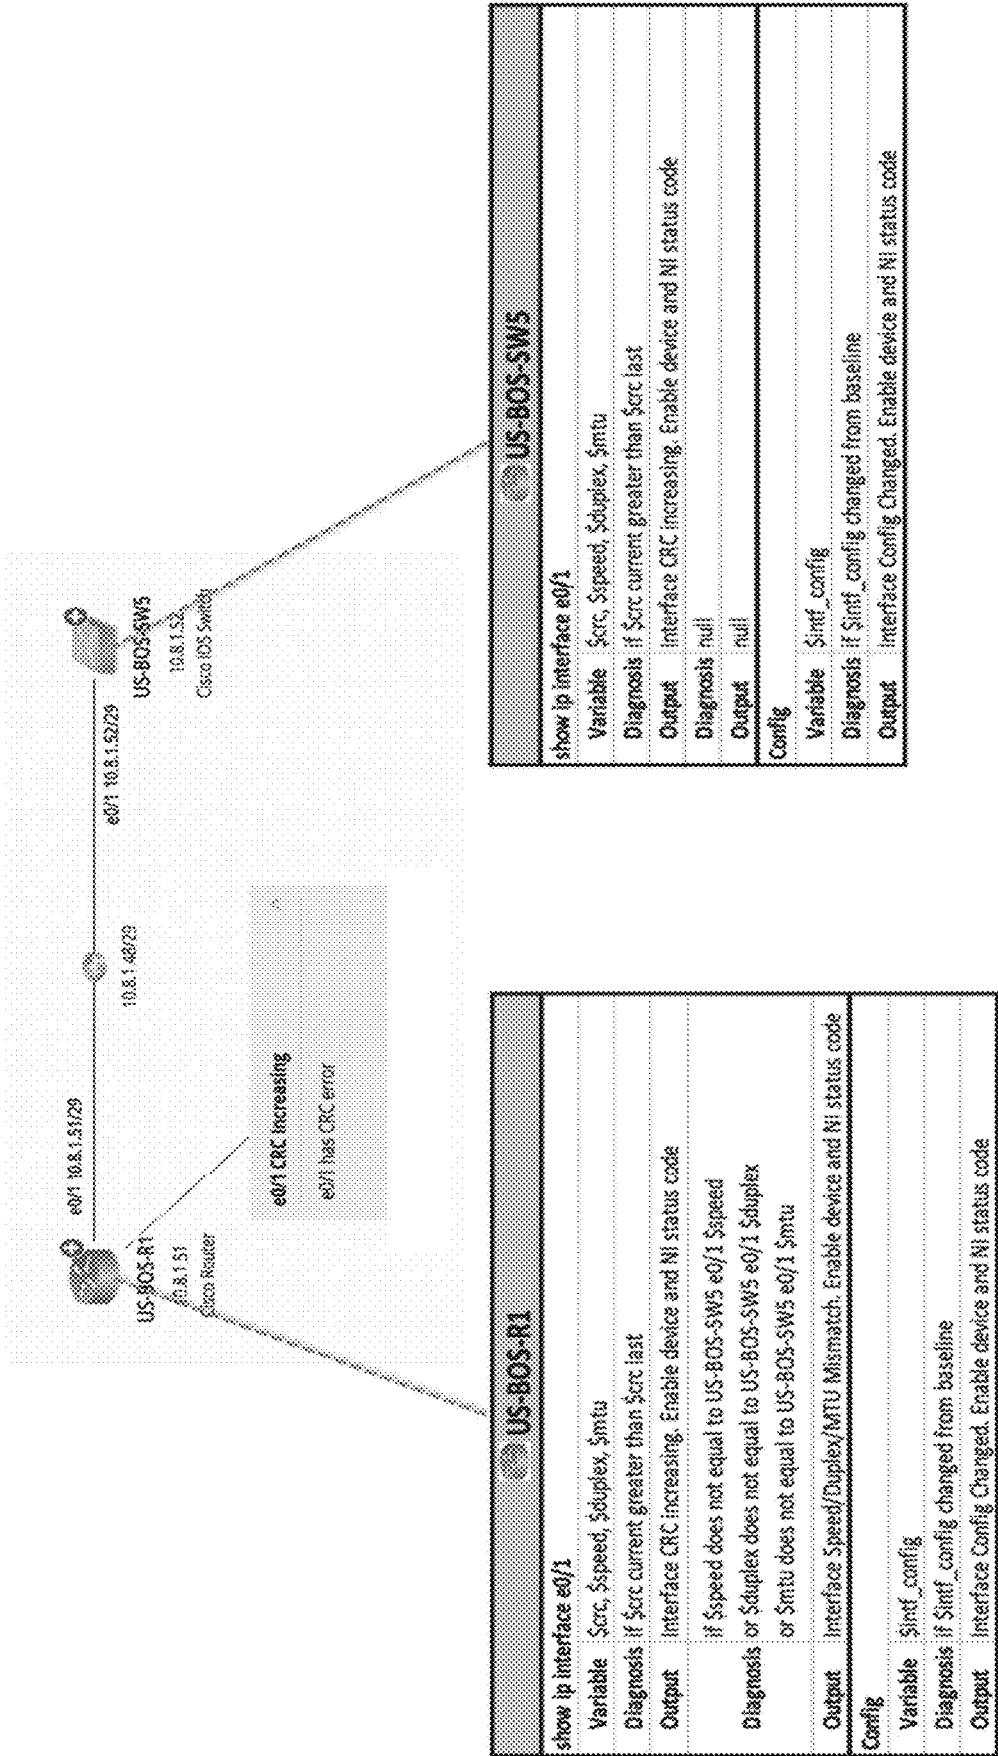 e0/1 10.8.1.51/29
e0/1 10.8.1.52/29
10.8.1.48/29
US-BOS-R1
10.8.1.51
Cisco Router
US-BOS-SW5
10.8.1.52
Cisco IOS Switch
e0/1 CRC Increasing
e0/1 has CRC error
US-BOS-R1
show ip interface e0/1
Variable $crc, $speed, $duplex, $mtu
Diagnosis if $crc current greater than $crc last
Output Interface CRC increasing. Enable device and NI status code
if $speed does not equal to US-BOS-SW5 e0/1 $speed
Diagnosis or $duplex does not equal to US-BOS-SW5 e0/1 $duplex
or $mtu does not equal to US-BOS-SW5 e0/1 $mtu
Output Interface Speed/Duplex/MTU Mismatch. Enable device and NI status code
Config
Variable $intf_config
Diagnosis if $intf_config changed from baseline
Output Interface Config Changed. Enable device and NI status code
US-BOS-SW5
show ip interface e0/1
Variable $crc, $speed, $duplex, $mtu
Diagnosis if $crc current greater than $crc last
Output Interface CRC increasing. Enable device and NI status code
Diagnosis null
Output null
Config
Variable $intf_config
Diagnosis if $intf_config changed from baseline
Output Interface Config Changed. Enable device and NI status code